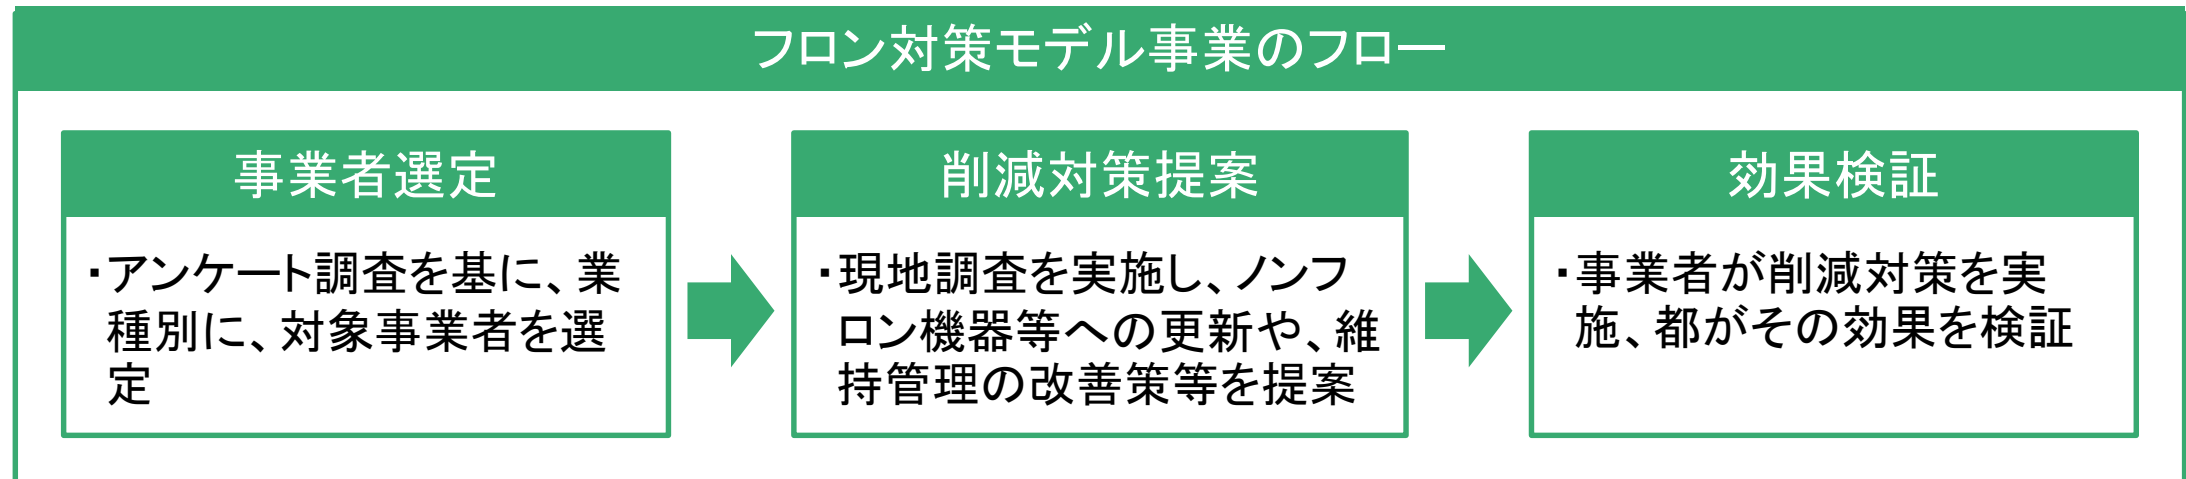 フロン対策モデル事業のフロー
事業者選定
・アンケート調査を基に、業
種別に、対象事業者を選
定
削減対策提案
・現地調査を実施し、ノンフ
ロン機器等への更新や、維
持管理の改善策等を提案
効果検証
・事業者が削減対策を実
施、都がその効果を検証